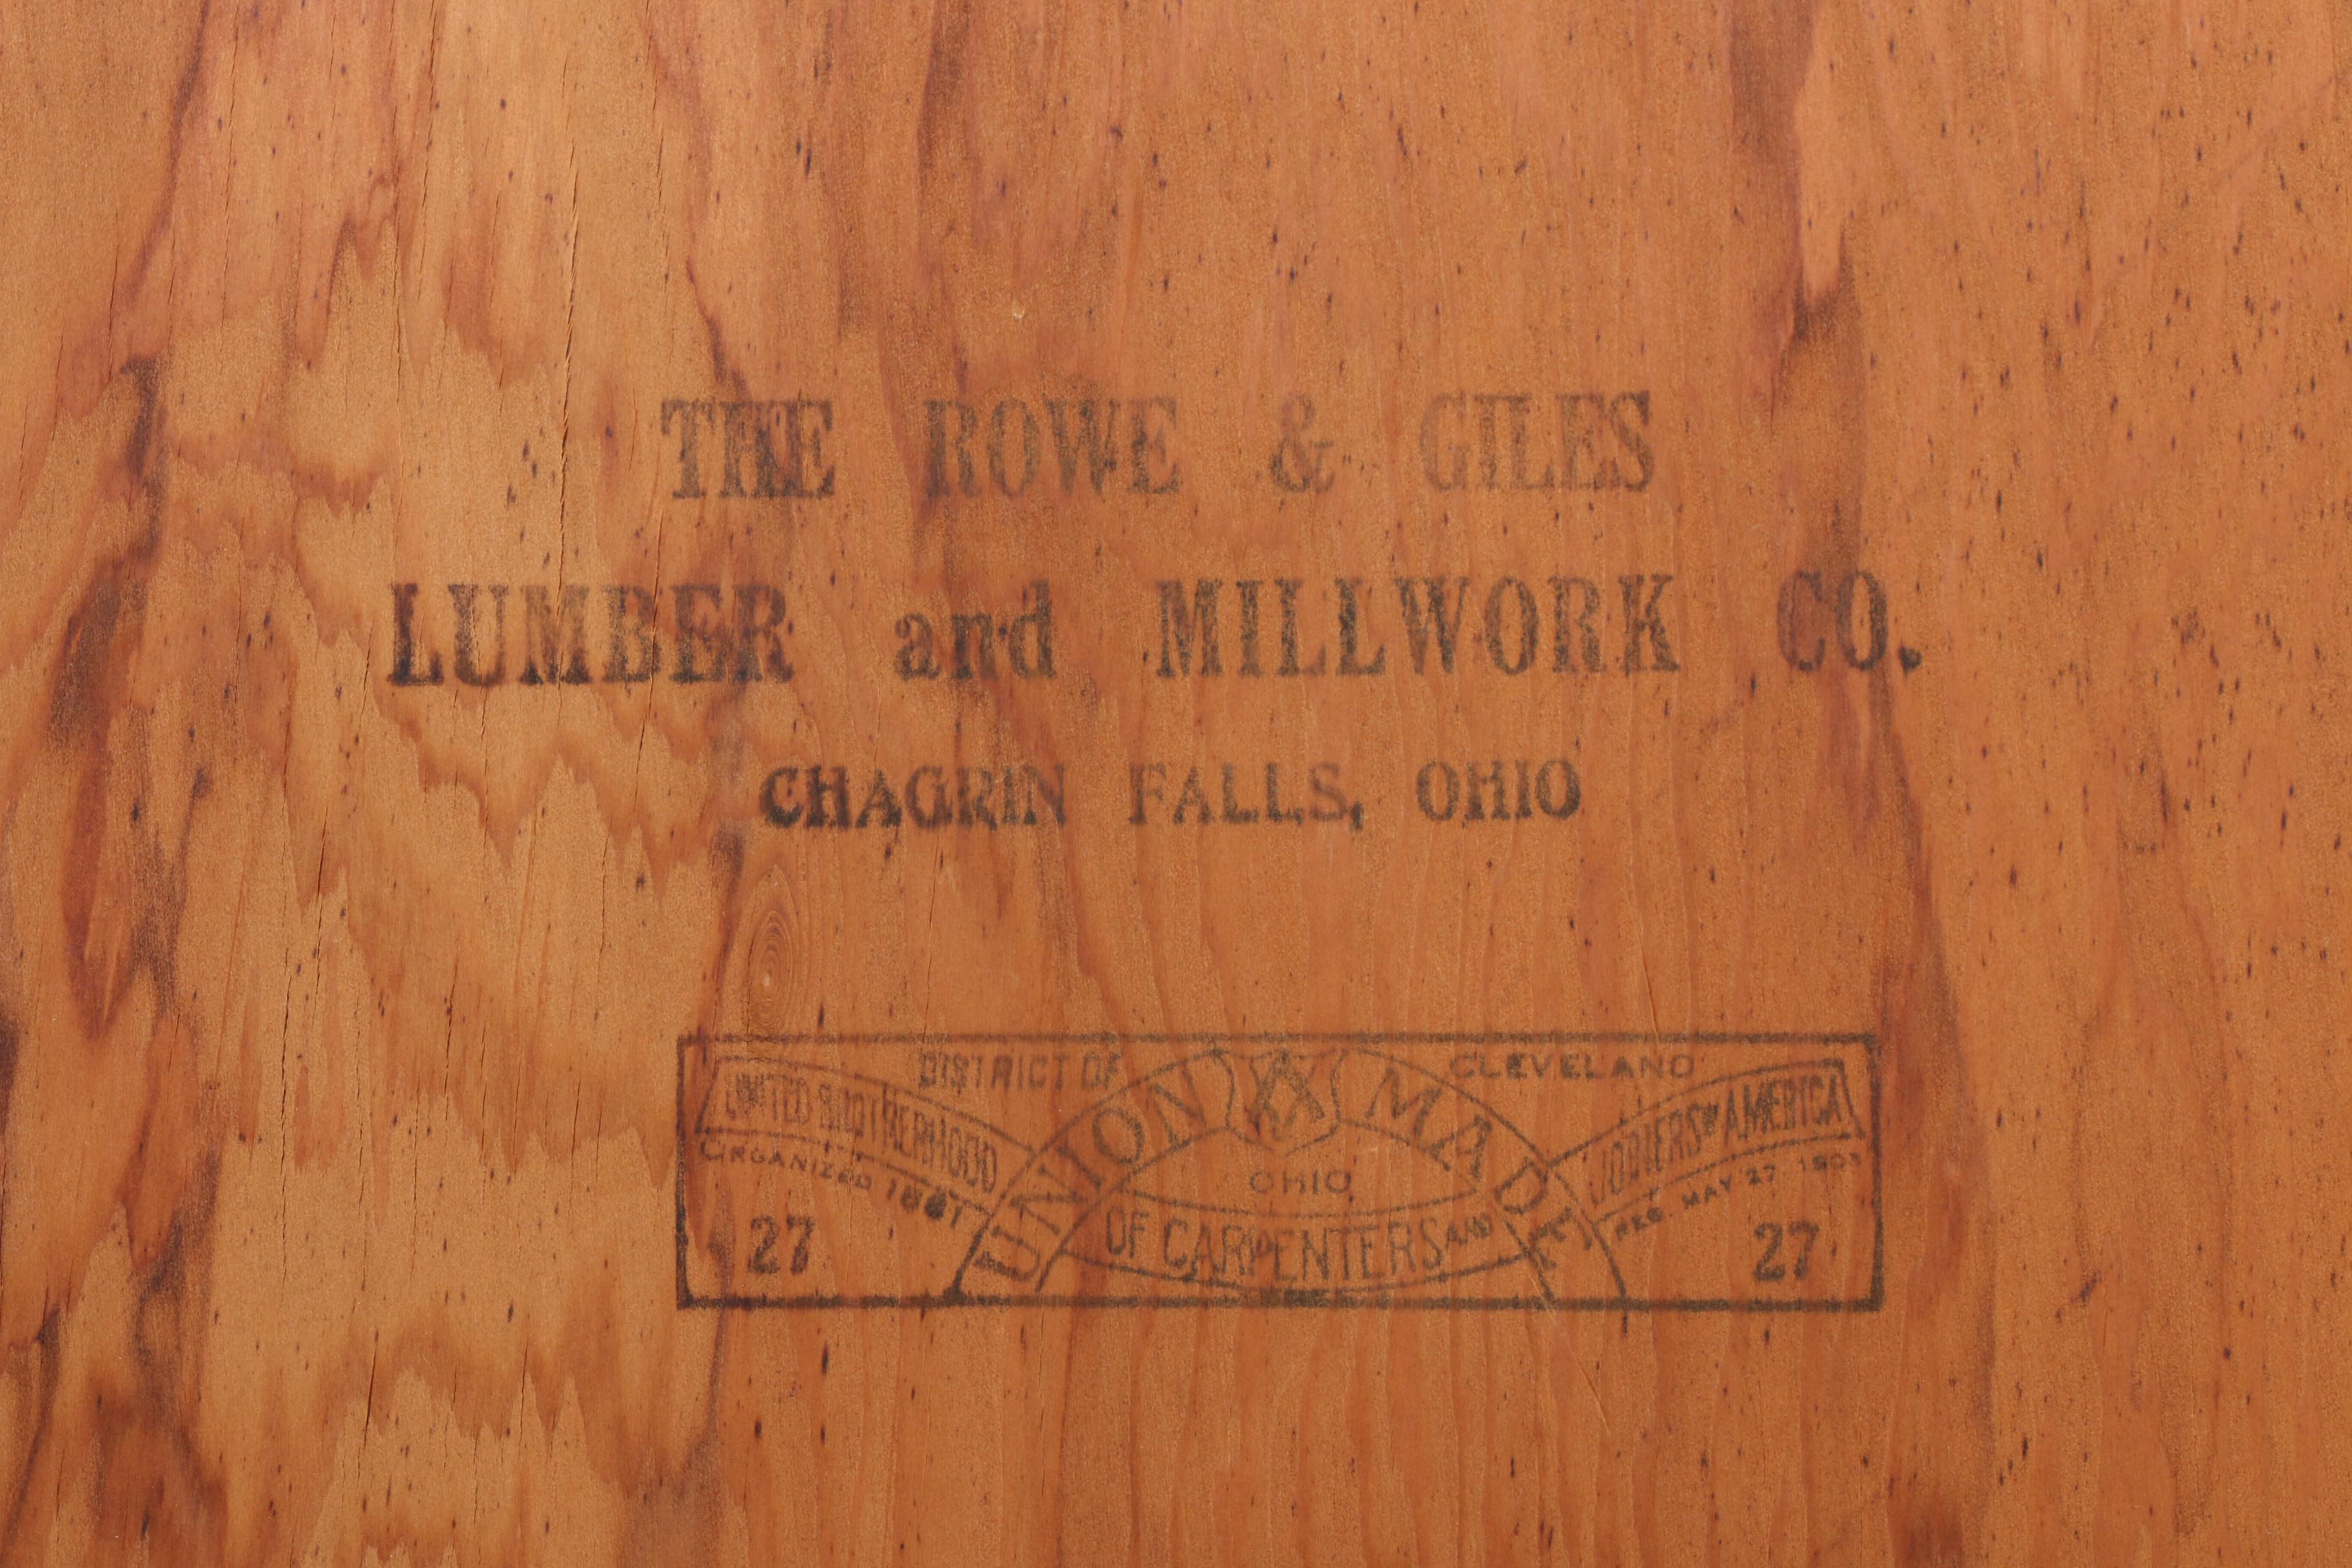 THE ROWE & GILES
LUMBER and MILLWORK CO.
CHAGRIN FALLS, OHIO
DISTRICT OF CLEVELAND
UNITED BROTHERHOOD
OF CARPENTERS AND
JOINERS OF AMERICA
ORGANIZED 1881
REG. MAY 27 1903
UNION MADE
OHIO
27
27